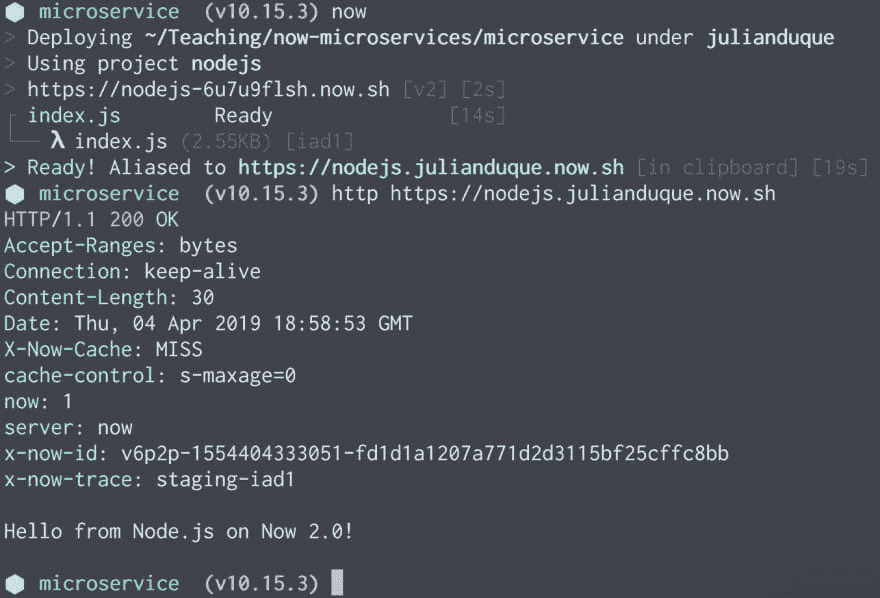 microservice (v10.15.3) now
> Deploying ~/Teaching/now-microservices/microservice under julianduque
> Using project nodejs
> https://nodejs-6u7u9flsh.now.sh [v2] [2s]
index.js Ready [14s]
λ index.js (2.55KB) [iad1]
> Ready! Aliased to https://nodejs.julianduque.now.sh [in clipboard] [19s]
microservice (v10.15.3) http https://nodejs.julianduque.now.sh
HTTP/1.1 200 OK
Accept-Ranges: bytes
Connection: keep-alive
Content-Length: 30
Date: Thu, 04 Apr 2019 18:58:53 GMT
X-Now-Cache: MISS
cache-control: s-maxage=0
now: 1
server: now
x-now-id: v6p2p-1554404333051-fd1d1a1207a771d2d3115bf25cffc8bb
x-now-trace: staging-iad1
Hello from Node.js on Now 2.0!
microservice (v10.15.3)